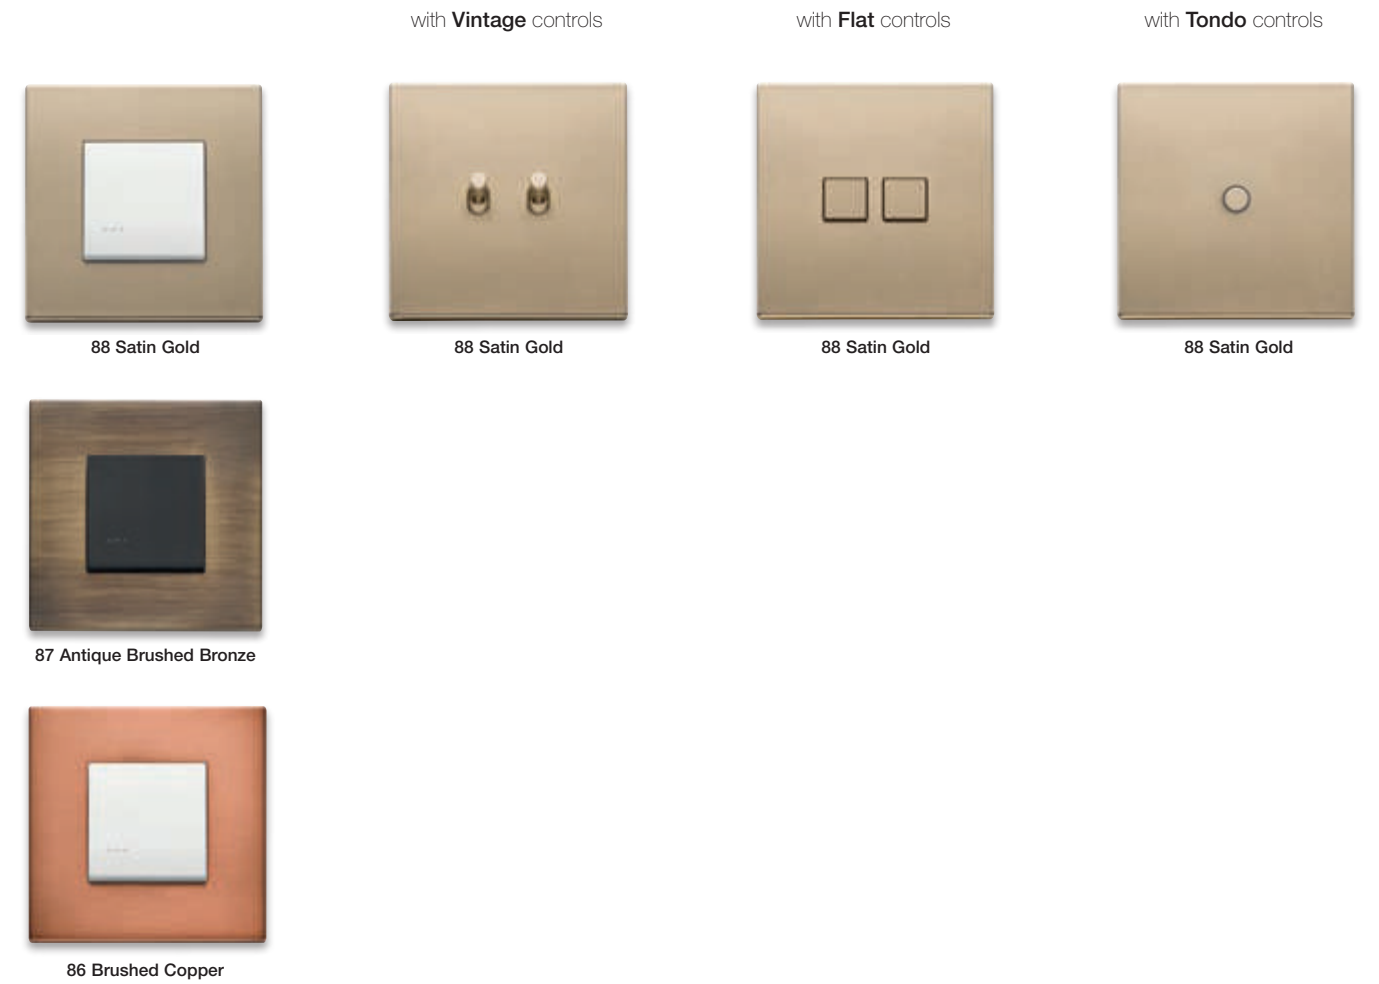 with Vintage controls
with Flat controls
with Tondo controls
88 Satin Gold
88 Satin Gold
88 Satin Gold
88 Satin Gold
87 Antique Brushed Bronze
86 Brushed Copper